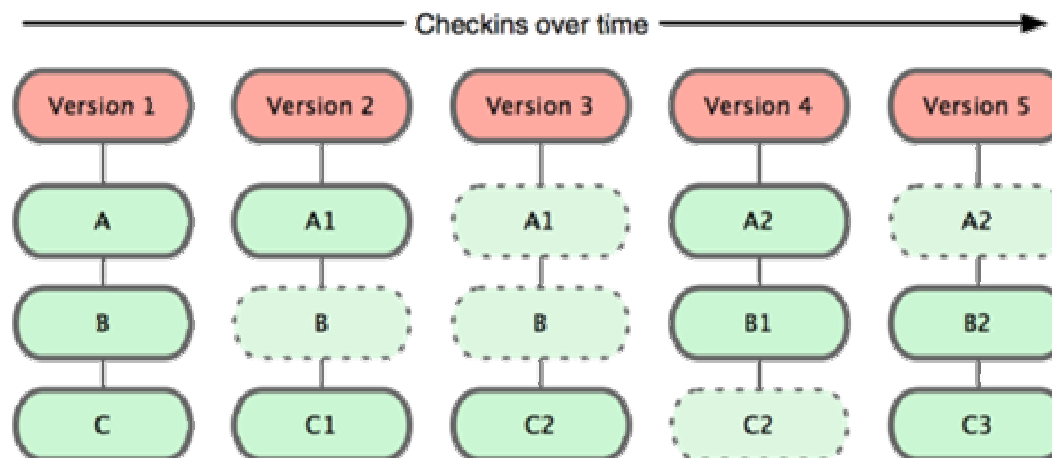 Checkins over time
Version 1 Version 2 Version 3 Version 4 Version 5
A A1 A1 A2 A2
B B B B1 B2
C C1 C2 C2 C3